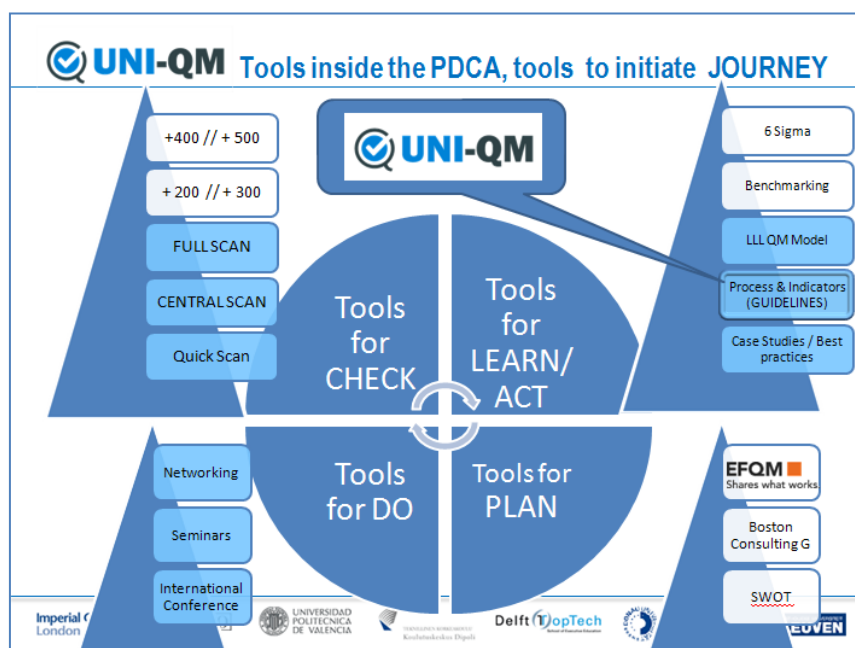 UNI-QM Tools inside the PDCA, tools to initiate JOURNEY
+400 // + 500
+ 200 // + 300
FULL SCAN
CENTRAL SCAN
Quick Scan
UNI-QM
6 Sigma
Benchmarking
LLL QM Model
Process & Indicators
(GUIDELINES)
Case Studies / Best
practices
Tools
for
CHECK
Tools
for
LEARN/
ACT
Tools
for DO
Tools for
PLAN
Networking
Seminars
International
Conference
EFQM
Shares what works
Boston
Consulting G
SWOT
Imperial
London
UNIVERSIDAD
POLITECNICA
DE VALENCIA
Koulutuskeskus Dipoli
Delft TopTech
School of Executive Education
EUVEN